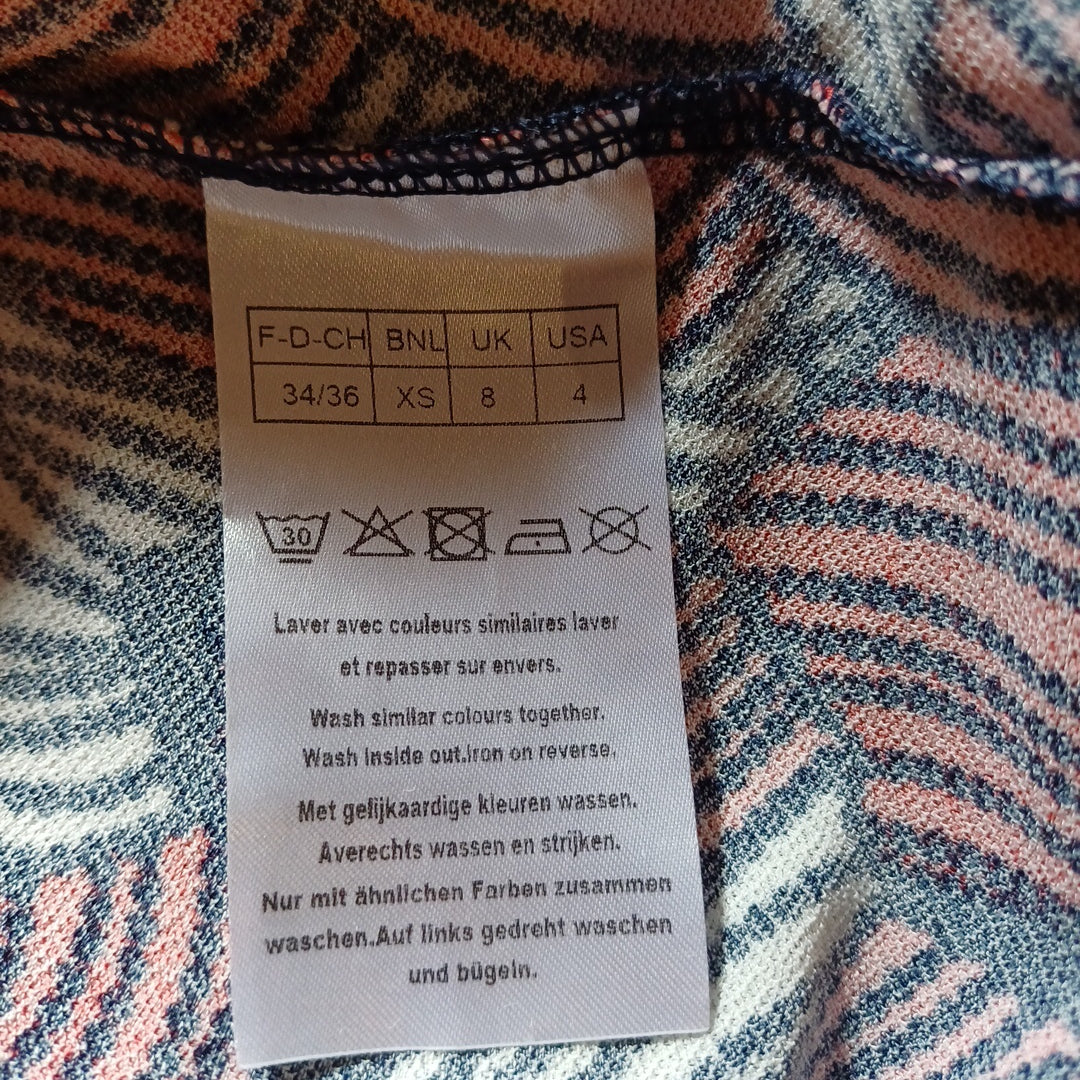 F-D-CH BNL UK USA
34/36 XS 8 4
30
Laver avec couleurs similaires laver
et repasser sur envers.
Wash similar colours together.
Wash inside out.Iron on reverse.
Met gelijkaardige kleuren wassen.
Averechts wassen en strijken.
Nur mit ähnlichen Farben zusammen
waschen.Auf links gedreht waschen
und bügeln.